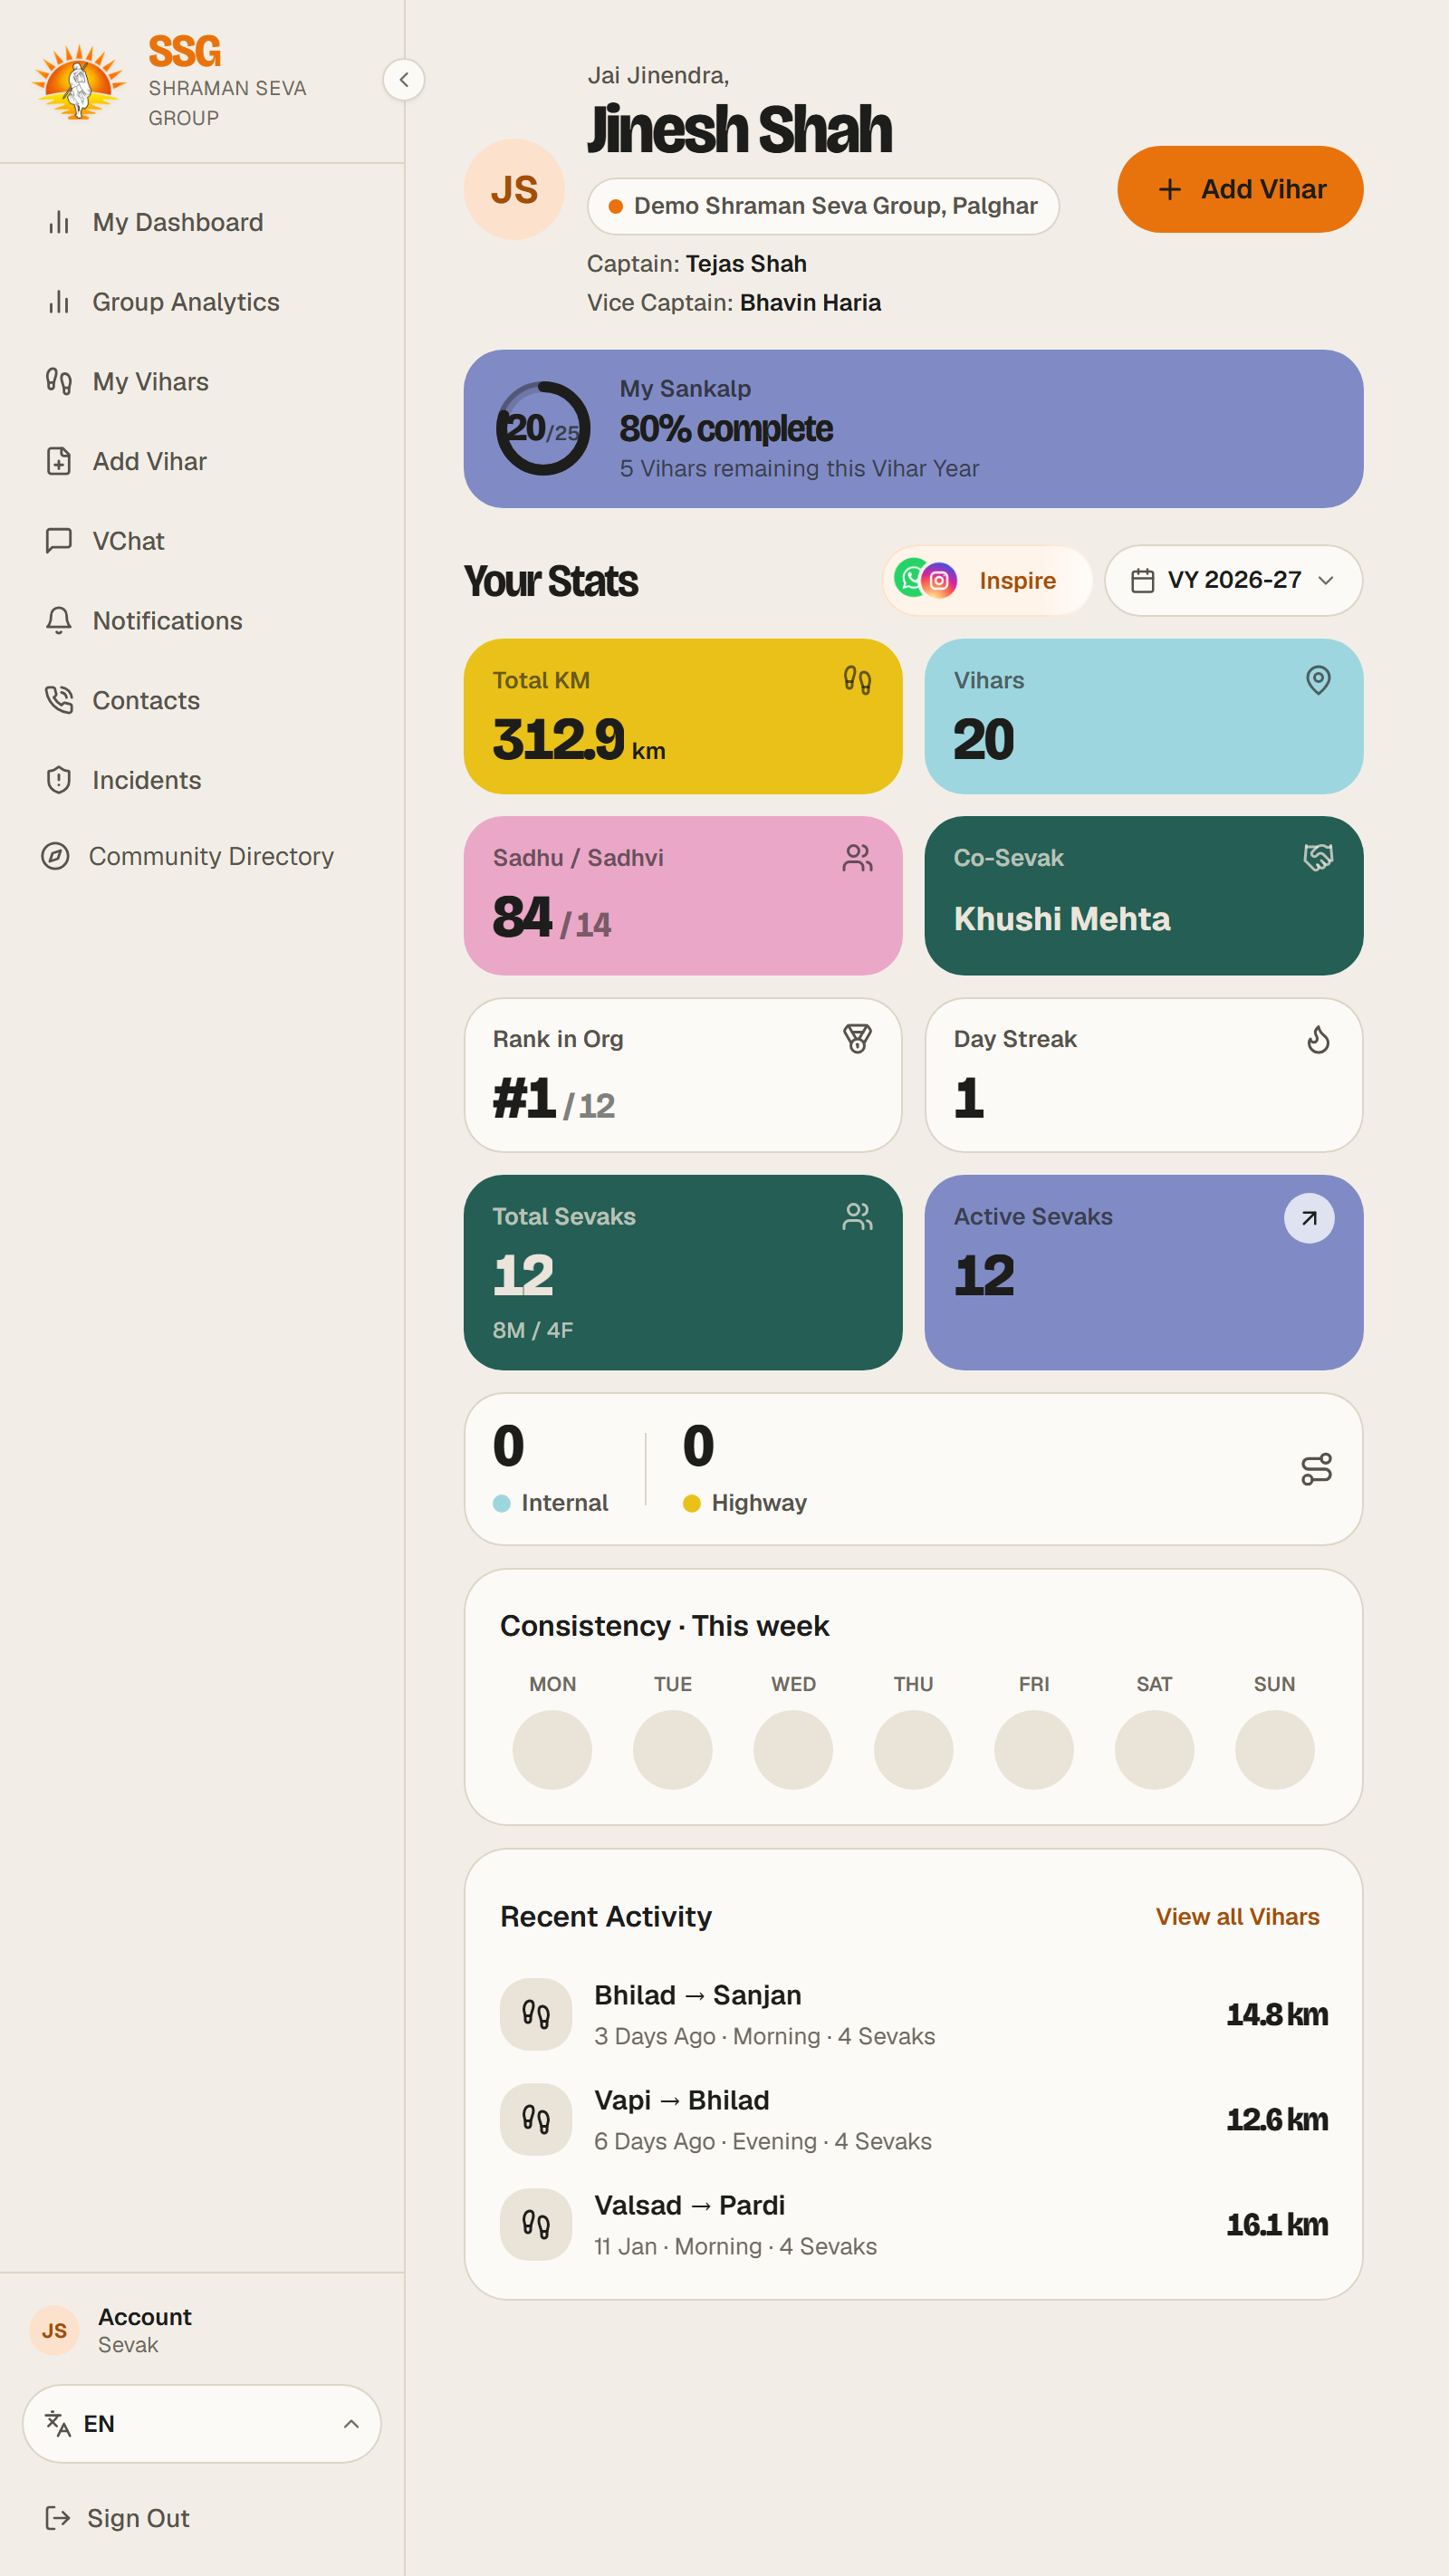 SSG
SHRAMAN SEVA
GROUP
My Dashboard
Group Analytics
My Vihars
Add Vihar
VChat
Notifications
Contacts
Incidents
Community Directory
JS
Account
Sevak
EN
Sign Out
Jai Jinendra,
JS
Jinesh Shah
Demo Shraman Seva Group, Palghar
Captain: Tejas Shah
Vice Captain: Bhavin Haria
+ Add Vihar
20/25
My Sankalp
80% complete
5 Vihars remaining this Vihar Year
Your Stats
Inspire
VY 2026-27
Total KM
312.9 km
Vihars
20
Sadhu / Sadhvi
84 / 14
Co-Sevak
Khushi Mehta
Rank in Org
#1 / 12
Day Streak
1
Total Sevaks
12
8M / 4F
Active Sevaks
12
0
Internal
0
Highway
Consistency · This week
MON TUE WED THU FRI SAT SUN
Recent Activity
View all Vihars
Bhilad → Sanjan
3 Days Ago · Morning · 4 Sevaks
14.8 km
Vapi → Bhilad
6 Days Ago · Evening · 4 Sevaks
12.6 km
Valsad → Pardi
11 Jan · Morning · 4 Sevaks
16.1 km